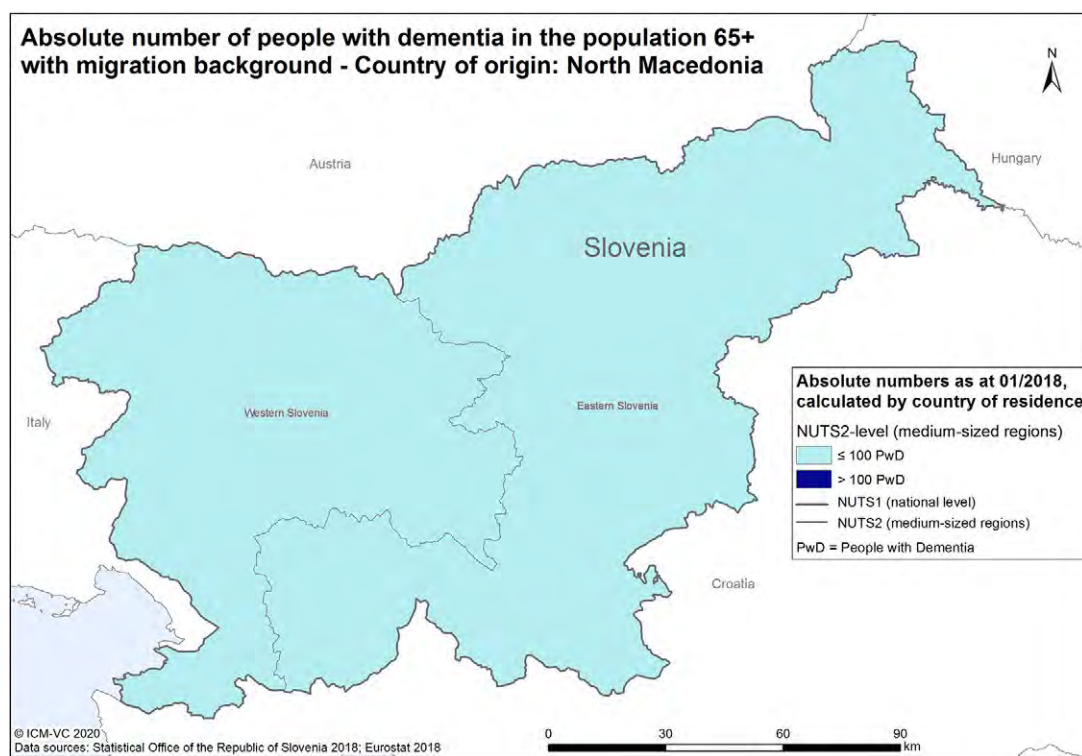 Absolute number of people with dementia in the population 65+
with migration background - Country of origin: North Macedonia
N
Austria
Hungary
Slovenia
Western Slovenia
Eastern Slovenia
Italy
Croatia
Absolute numbers as at 01/2018,
calculated by country of residence
NUTS2-level (medium-sized regions)
≤ 100 PwD
> 100 PwD
NUTS1 (national level)
NUTS2 (medium-sized regions)
PwD = People with Dementia
© ICM-VC 2020
Data sources: Statistical Office of the Republic of Slovenia 2018; Eurostat 2018
0 30 60 90
km